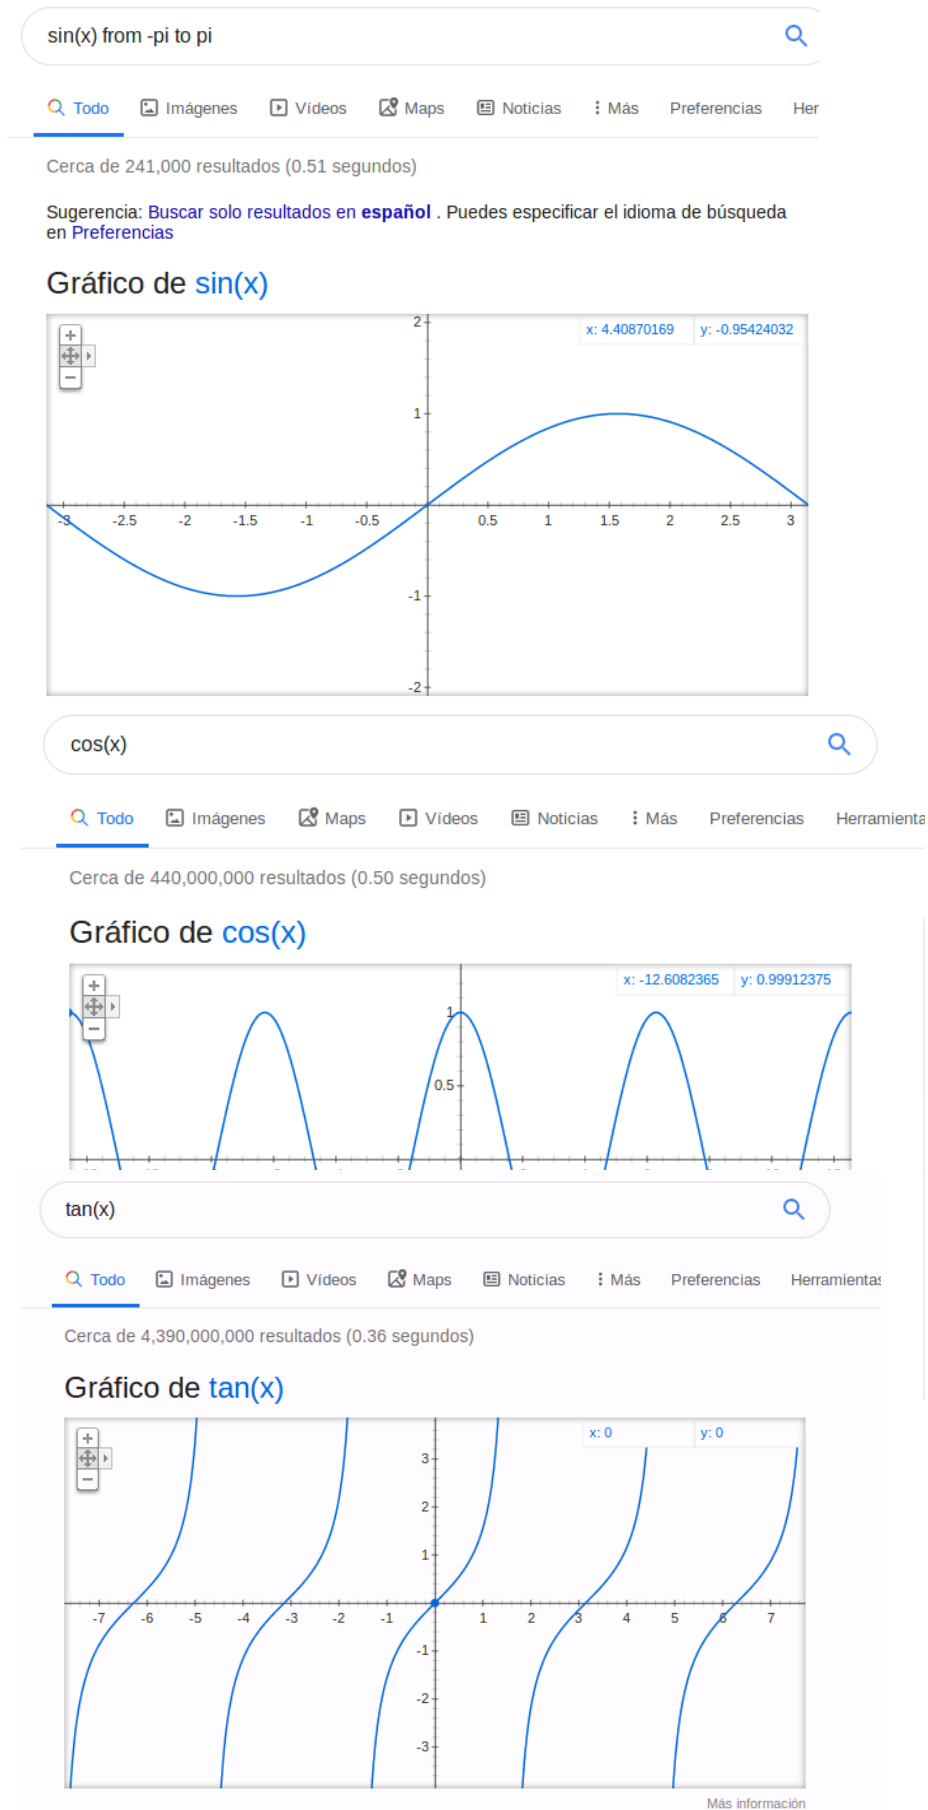 sin(x) from -pi to pi
Todo Imágenes Vídeos Maps Noticias Más Preferencias Her
Cerca de 241,000 resultados (0.51 segundos)
Sugerencia: Buscar solo resultados en español . Puedes especificar el idioma de búsqueda
en Preferencias
Gráfico de sin(x)
x: 4.40870169 y: -0.95424032
2
1
-3 -2.5 -2 -1.5 -1 -0.5 0.5 1 1.5 2 2.5 3
-1
-2
cos(x)
Todo Imágenes Maps Vídeos Noticias Más Preferencias Herramienta
Cerca de 440,000,000 resultados (0.50 segundos)
Gráfico de cos(x)
x: -12.6082365 y: 0.99912375
1
0.5
tan(x)
Todo Imágenes Vídeos Maps Noticias Más Preferencias Herramientas
Cerca de 4,390,000,000 resultados (0.36 segundos)
Gráfico de tan(x)
x: 0 y: 0
3
2
1
-7 -6 -5 -4 -3 -2 -1 1 2 3 4 5 6 7
-1
-2
-3
Más información